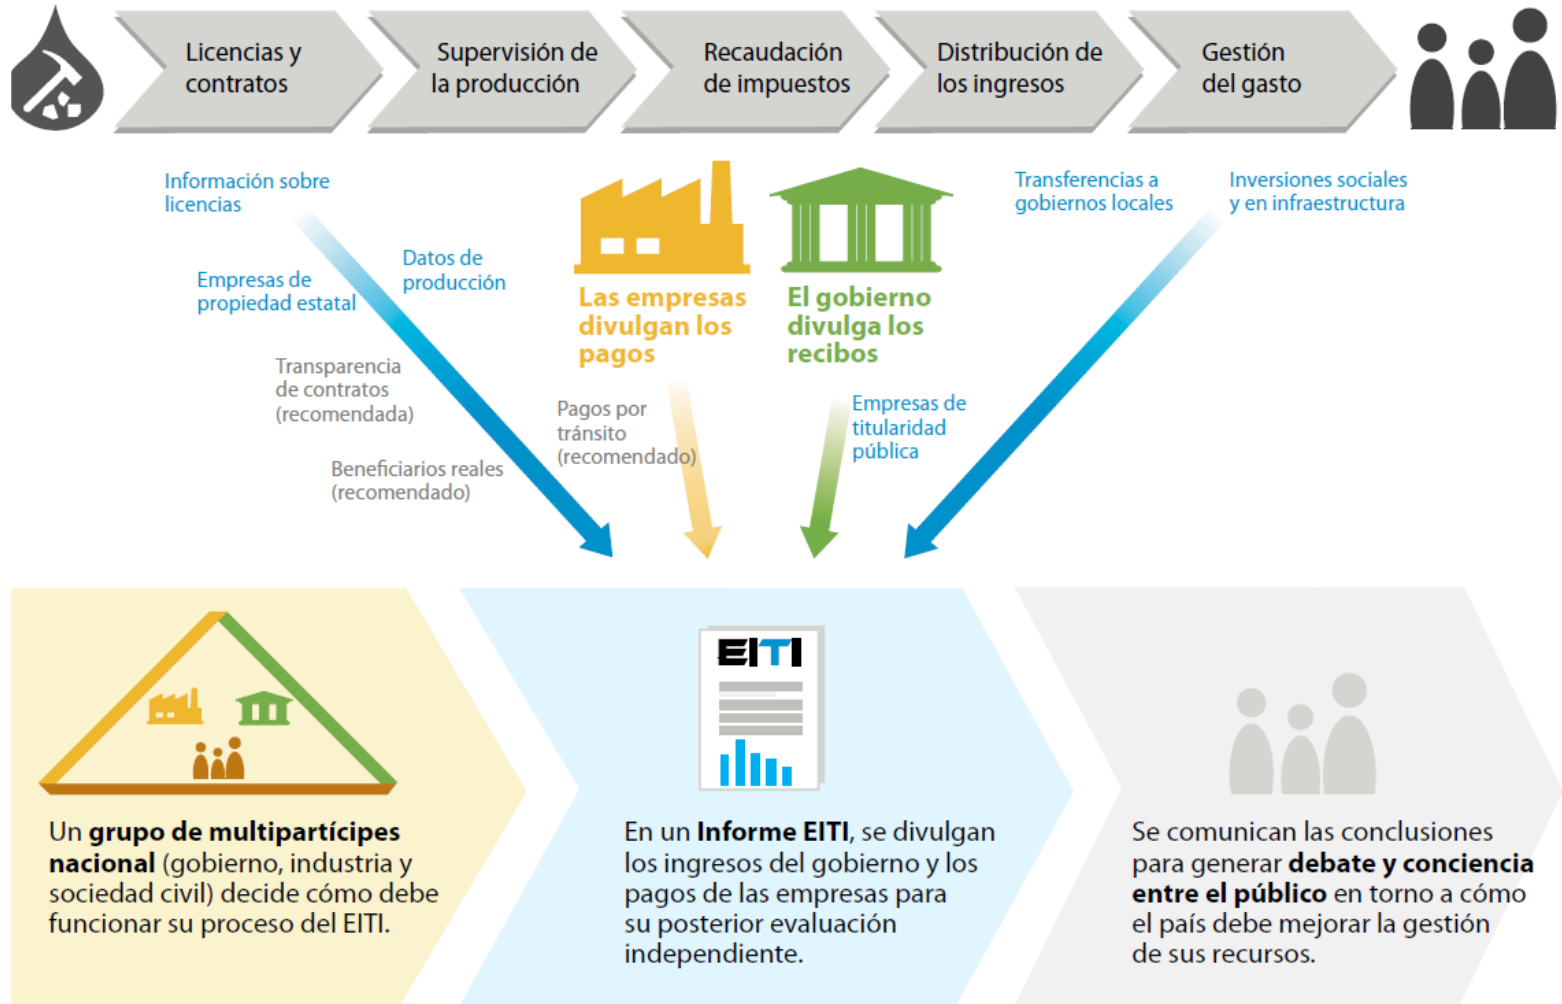 Licencias y
contratos
Supervisión de
la producción
Recaudación
de impuestos
Distribución de
los ingresos
Gestión
del gasto
Información sobre
licencias
Empresas de
propiedad estatal
Datos de
producción
Transparencia
de contratos
(recomendada)
Beneficiarios reales
(recomendado)
Las empresas
divulgan los
pagos
Pagos por
tránsito
(recomendado)
El gobierno
divulga los
recibos
Empresas de
titularidad
pública
Transferencias a
gobiernos locales
Inversiones sociales
y en infraestructura
Un grupo de multipartícipes
nacional (gobierno, industria y
sociedad civil) decide cómo debe
funcionar su proceso del EITI.
EITI
En un Informe EITI, se divulgan
los ingresos del gobierno y los
pagos de las empresas para
su posterior evaluación
independiente.
Se comunican las conclusiones
para generar debate y conciencia
entre el público en torno a cómo
el país debe mejorar la gestión
de sus recursos.